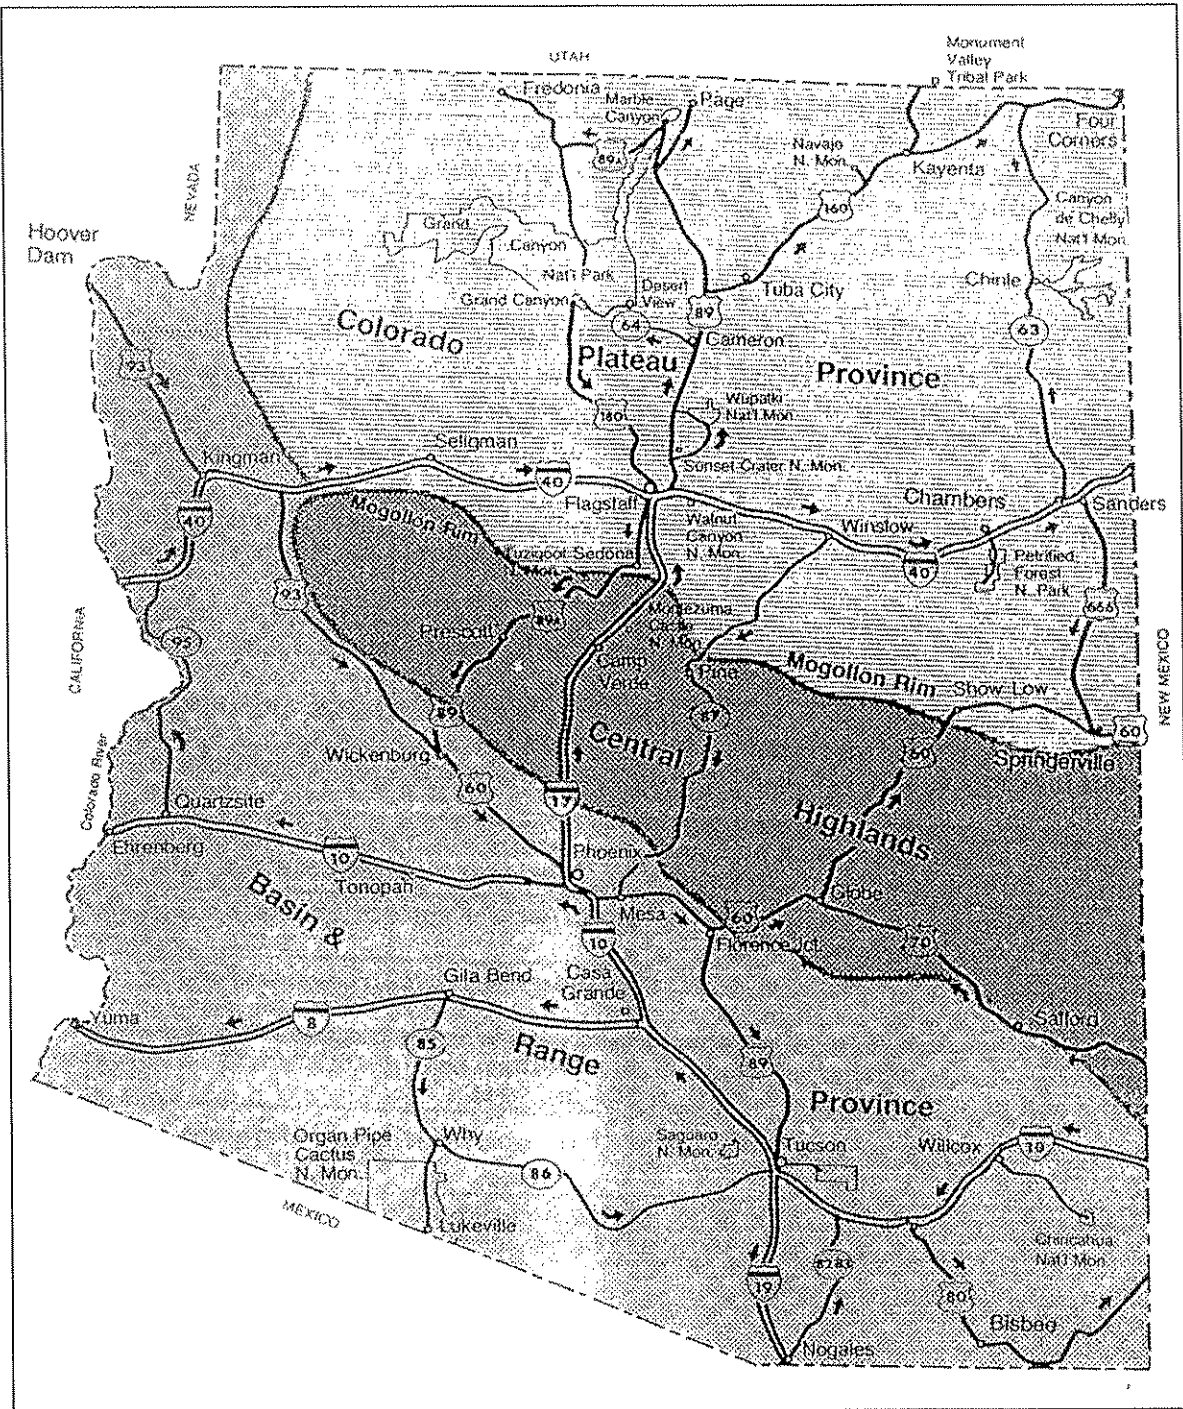 UTAH
Monument
Valley
Tribal Park
Fredonia
Marble
Canyon
Page
Four
Corners
89A
Navajo
N. Mon.
Kayenta
NEVADA
160
Canyon
de Chelly
Nat'l Mon.
Hoover
Dam
Grand
Canyon
Nat'l Park
Grand Canyon
Desert
View
Tuba City
Chinle
89
64
63
Colorado
Plateau
Province
Cameron
93
Wupatki
Nat'l Mon.
180
Seligman
Kingman
Sunset Crater N. Mon.
40
40
Flagstaff
Chambers
Sanders
Mogollon Rim
Walnut
Canyon
N. Mon.
Winslow
Tuzigoot
N. Mon.
Sedona
40
Petrified
Forest
N. Park
93
89A
666
CALIFORNIA
95
Prescott
Montezuma
Castle
N. Mon.
Camp
Verde
Pine
Mogollon Rim
Show Low
NEW MEXICO
89
87
60
Springerville
60
Wickenburg
Central
Highlands
Colorado River
60
17
Quartzsite
Ehrenberg
10
Tonopah
Phoenix
Mesa
Globe
Basin &
Range
Province
60
70
10
Florence Jct.
Gila Bend
Casa
Grande
Yuma
8
Safford
85
89
Organ Pipe
Cactus
N. Mon.
Why
Saguaro
N. Mon.
Tucson
Willcox
10
86
MEXICO
Lukeville
Chiricahua
Nat'l Mon.
19
82 83
80
Bisbee
Nogales